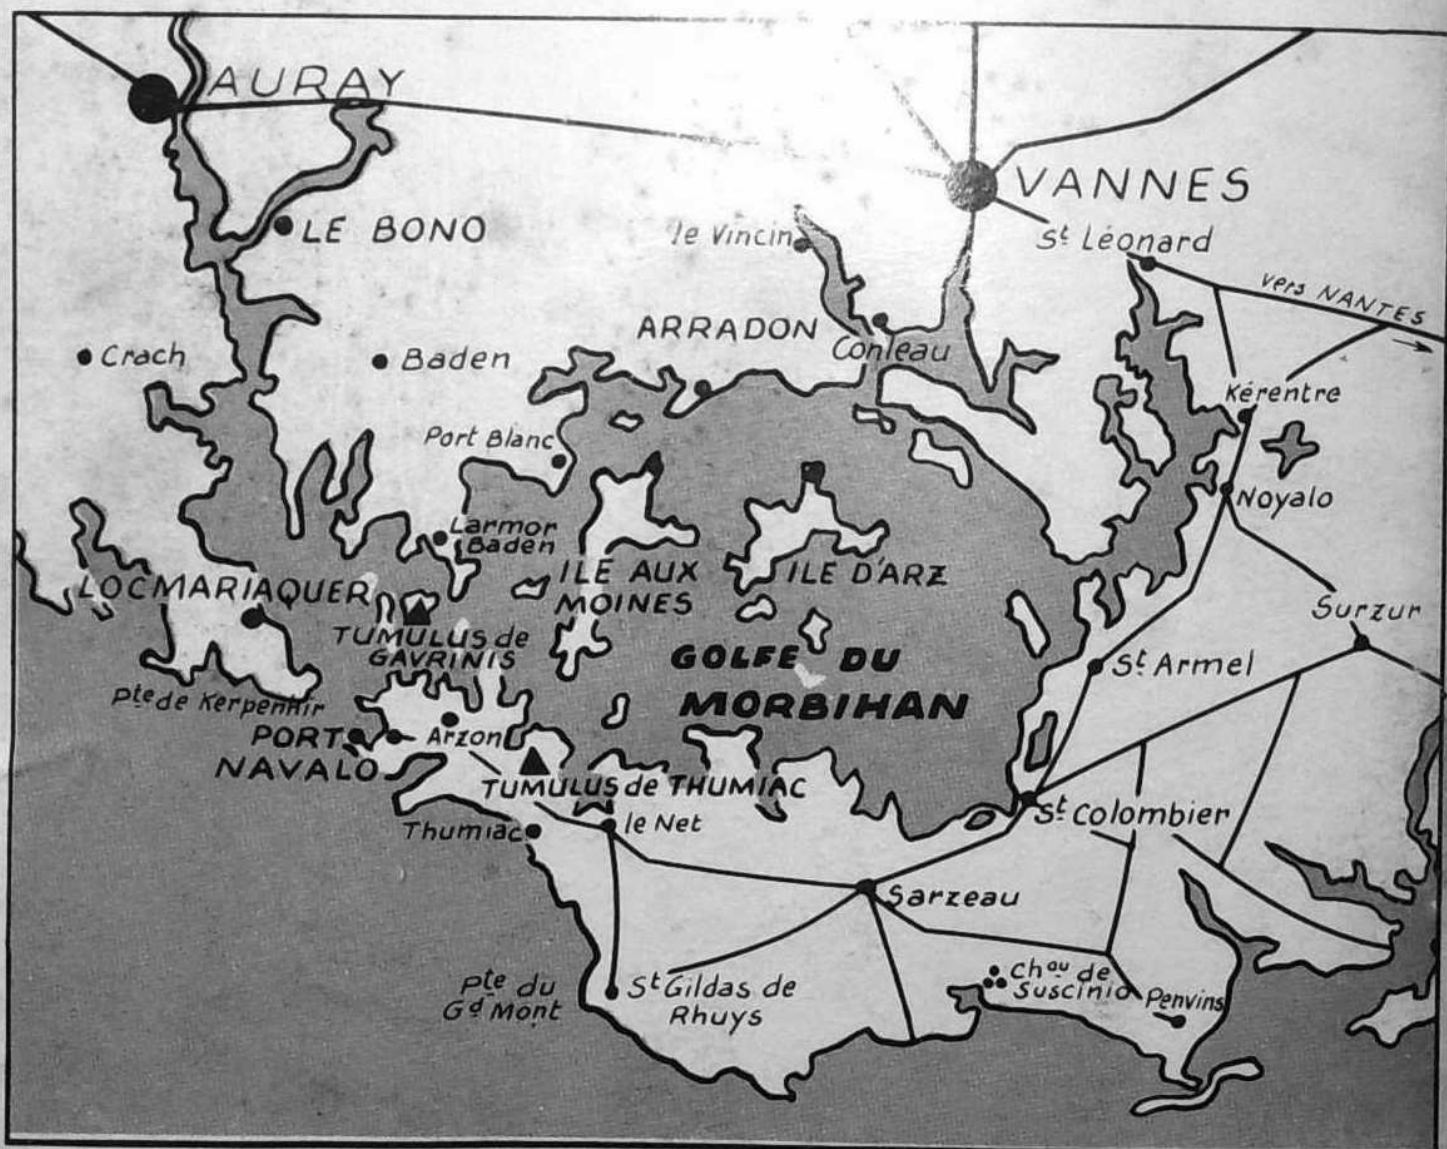 AURAY
VANNES
LE BONO
le Vincin
St Léonard
vers NANTES
ARRADON
Conleau
Crach
Baden
Kérentre
Port Blanc
Noyalo
Larmor
Baden
ILE AUX
MOINES
ILE D'ARZ
LOCMARIAQUER
Surzur
TUMULUS de
GAVRINIS
GOLFE DU
MORBIHAN
St Armel
Pte de Kerpenhir
PORT
NAVALO
Arzon
TUMULUS de THUMIAC
St Colombier
Thumiac
le Net
Sarzeau
Pte du
Gd Mont
St Gildas de
Rhuys
Chau de
Suscinio
Penvins